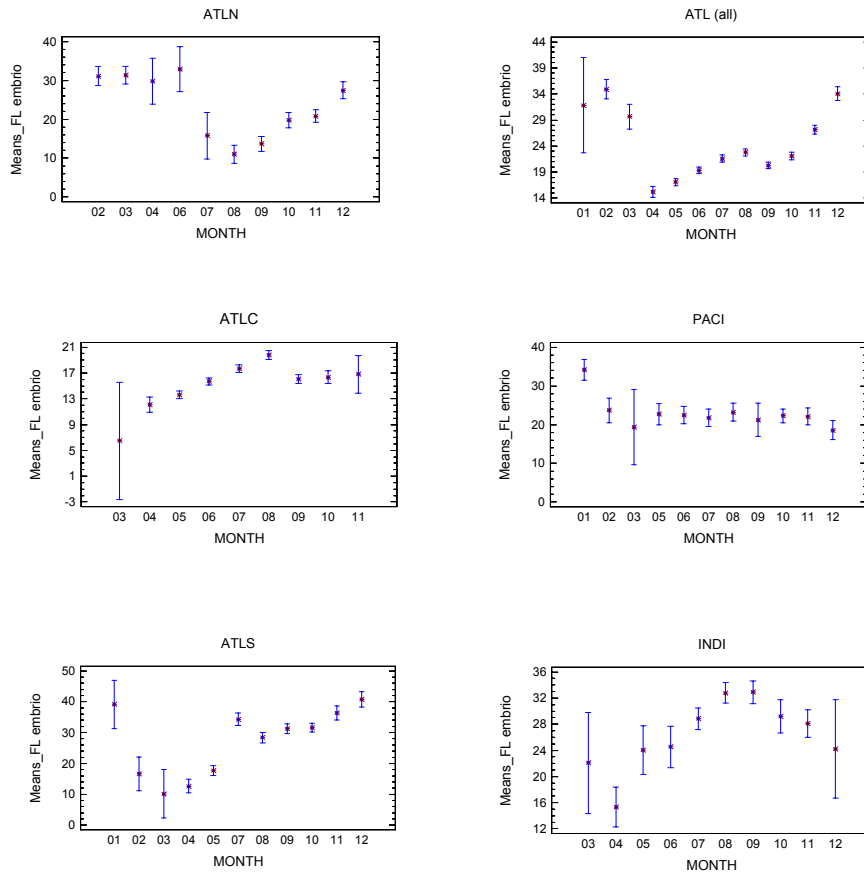 ATLN
Means_FL embrio
40
30
20
10
0
02 03 04 06 07 08 09 10 11 12
MONTH
ATL (all)
Means_FL embrio
44
39
34
29
24
19
14
01 02 03 04 05 06 07 08 09 10 11 12
MONTH
ATLC
Means_FL embrio
21
17
13
9
5
1
-3
03 04 05 06 07 08 09 10 11
MONTH
PACI
Means_FL embrio
40
30
20
10
0
01 02 03 05 06 07 08 09 10 11 12
MONTH
ATLS
Means_FL embrio
50
40
30
20
10
0
01 02 03 04 05 07 08 09 10 11 12
MONTH
INDI
Means_FL embrio
36
32
28
24
20
16
12
03 04 05 06 07 08 09 10 11 12
MONTH